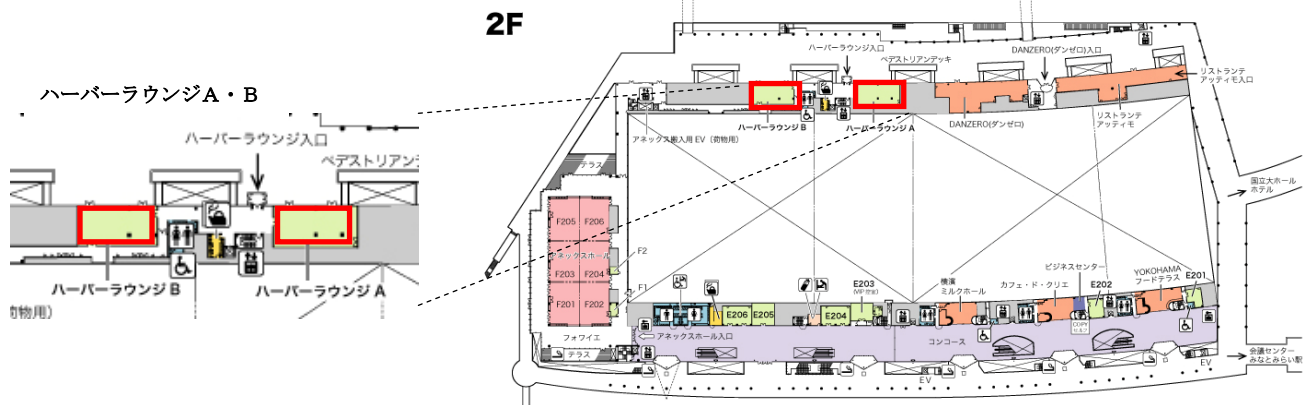 2F
ハーバーラウンジA・B
ハーバーラウンジ入口
ペデストリアンデ
ハーバーラウンジ B
ハーバーラウンジ A
荷物用)
ハーバーラウンジ入口
DANZERO(ダンゼロ)入口
ペデストリアンデッキ
リストランテ
アッティモ入口
ハーバーラウンジ B
ハーバーラウンジ A
DANZERO(ダンゼロ)
リストランテ
アッティモ
アネックス搬入用 EV(荷物用)
テラス
国立大ホール
ホテル
F205
F206
アネックスホール
F203
F204
F201
F202
F2
F1
フォワイエ
テラス
アネックスホール入口
E206
E205
E204
E203
(VIP 控室)
横濱
ミルクホール
カフェ・ド・クリエ
ビジネスセンター
E202
YOKOHAMA
フードテラス
E201
COPY
コンコース
EV
EV
会議センター
みなとみらい駅